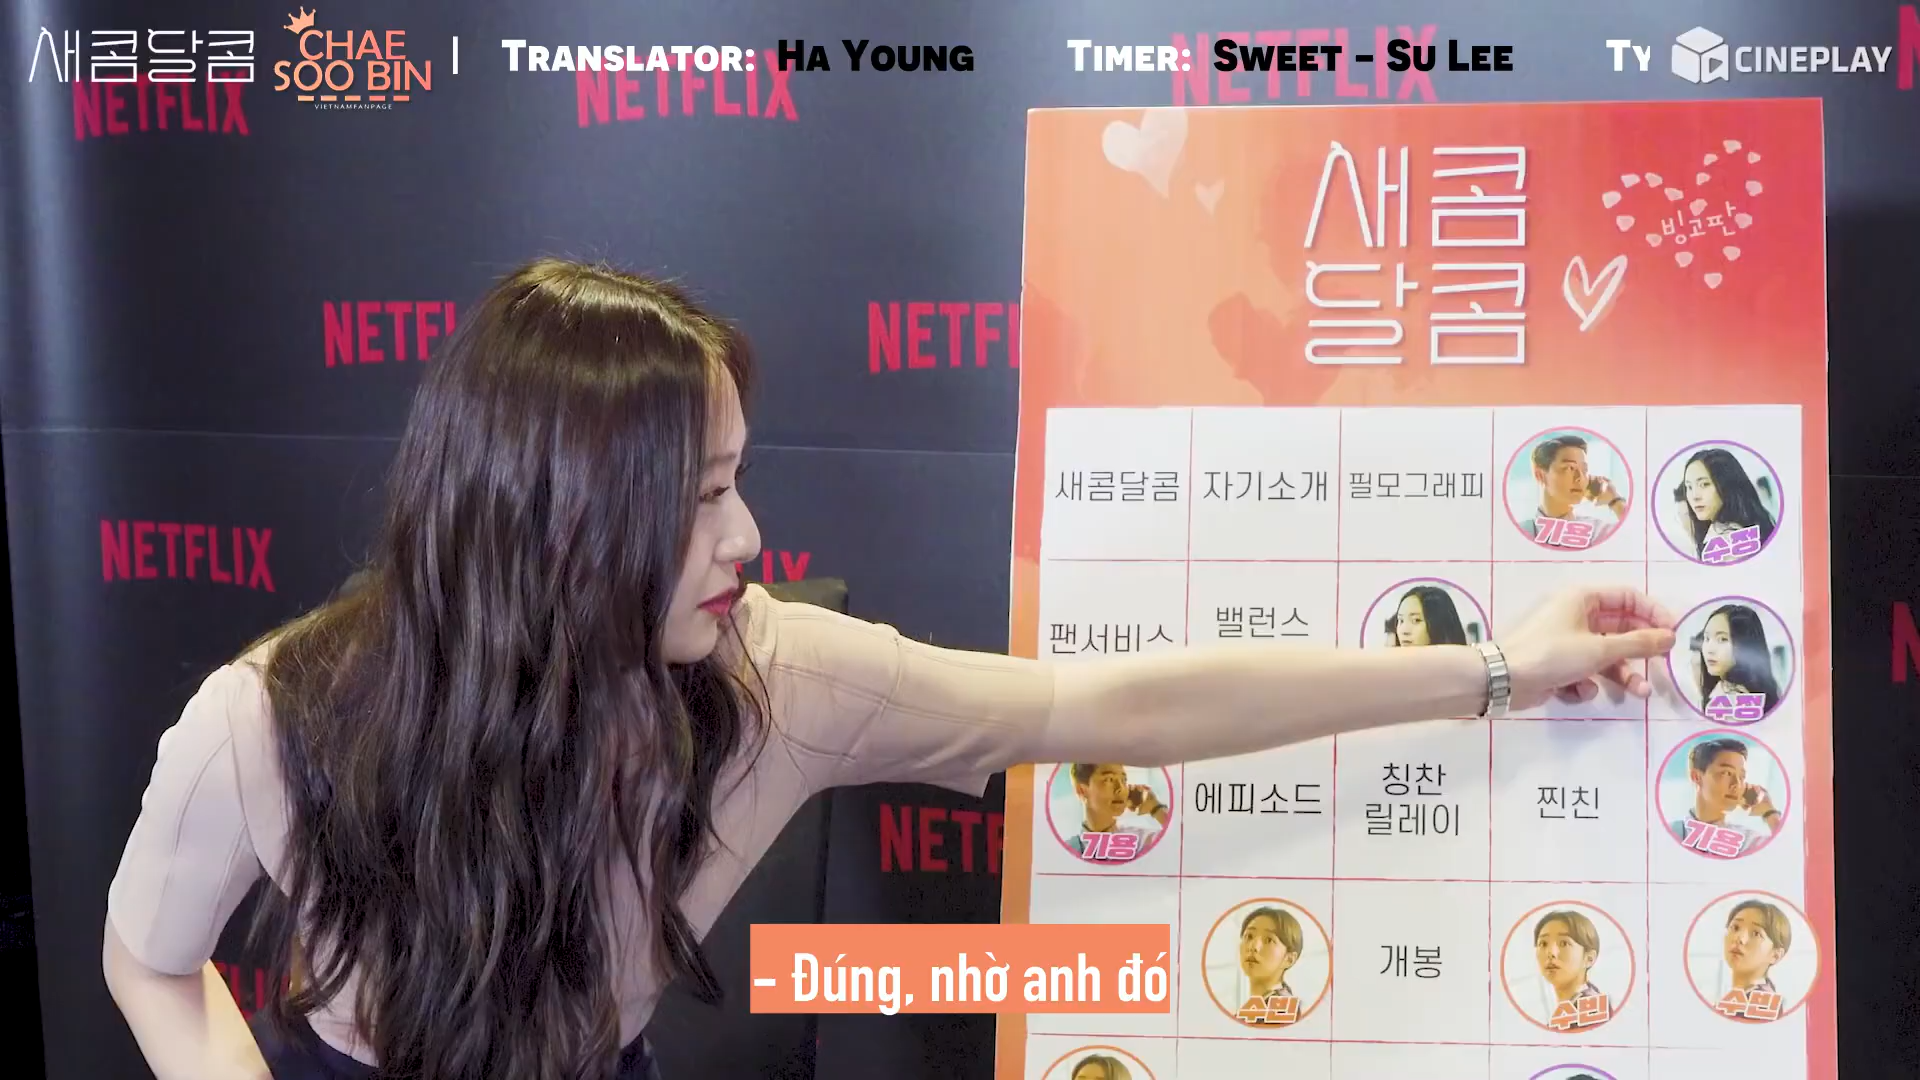 새콤달콤
CHAE
SOO BIN
VIETNAMFANPAGE
|
TRANSLATOR: HA YOUNG
TIMER: SWEET - SU LEE
TY
CINEPLAY
NETFLIX
NETFLIX
NETFLIX
새콤
달콤
빙고판
NETFL
NETFL
새콤달콤
자기소개
필모그래피
기용
수정
NETFLIX
팬서비스
밸런스
수정
기용
에피소드
칭찬
릴레이
찐친
기용
NETF
수빈
개봉
수빈
수빈
- Đúng, nhờ anh đó